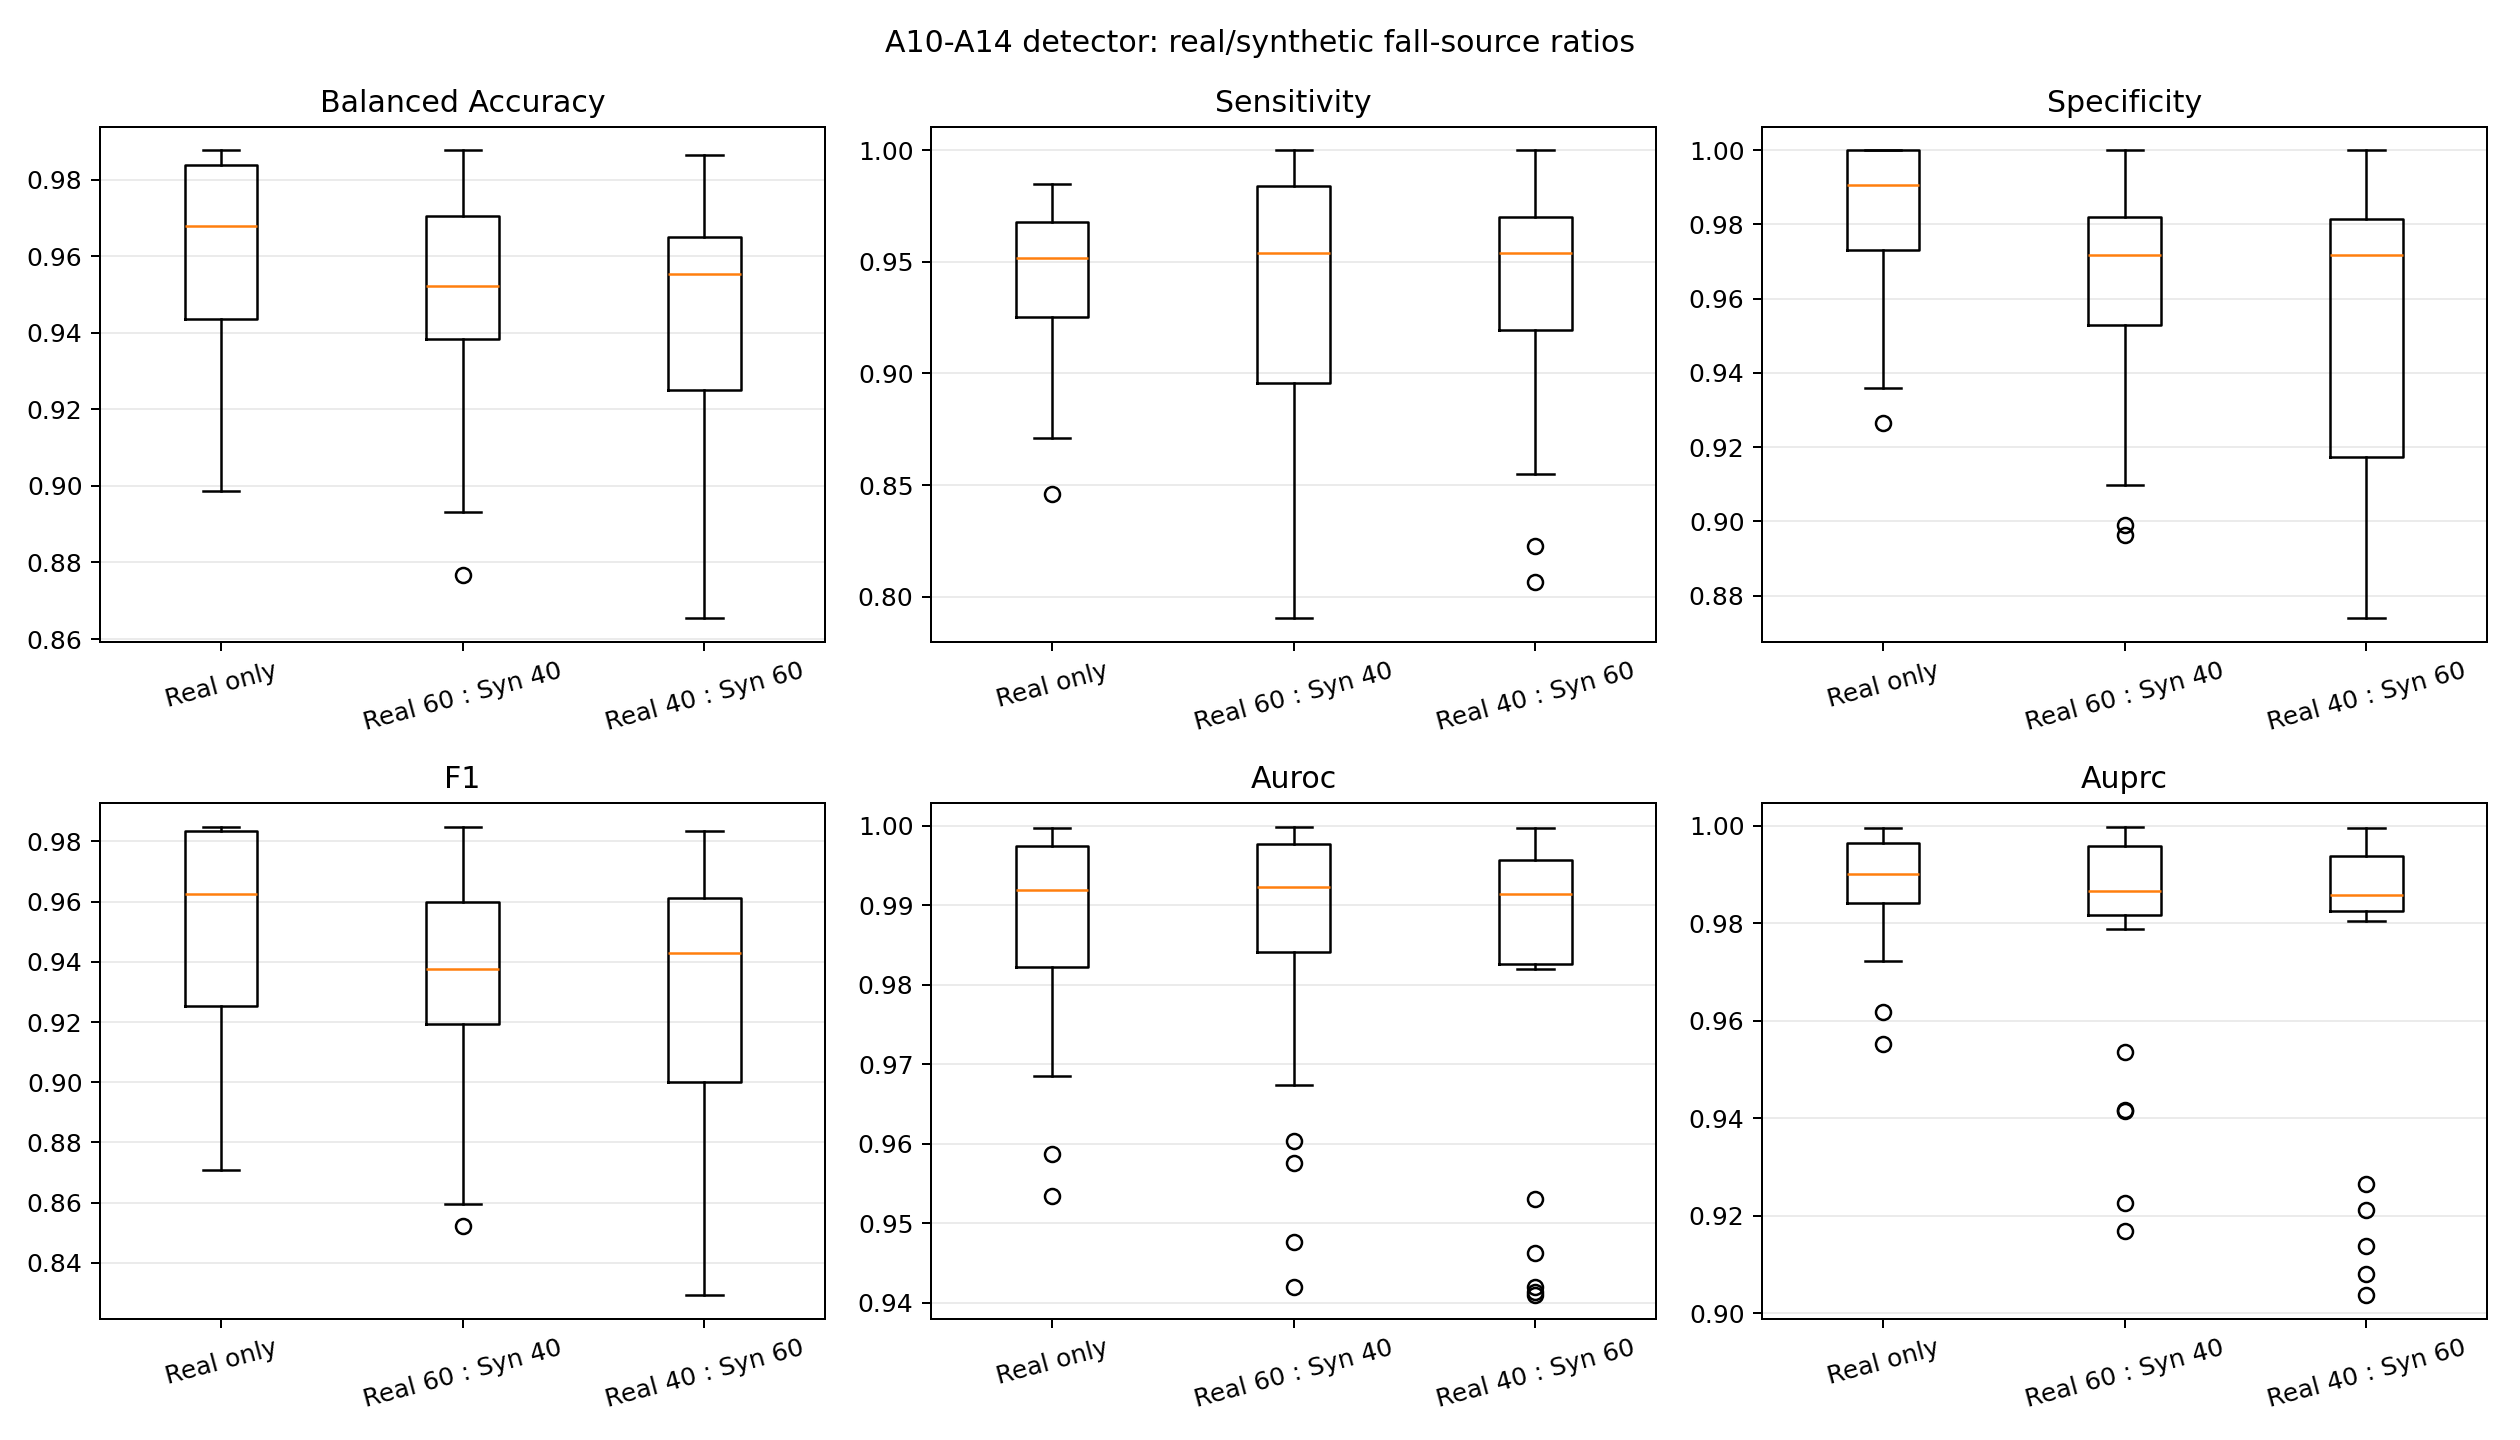 A10-A14 detector: real/synthetic fall-source ratios
Balanced Accuracy
0.98
0.96
0.94
0.92
0.90
0.88
0.86
Real only
Real 60 : Syn 40
Real 40 : Syn 60
Sensitivity
1.00
0.95
0.90
0.85
0.80
Real only
Real 60 : Syn 40
Real 40 : Syn 60
Specificity
1.00
0.98
0.96
0.94
0.92
0.90
0.88
Real only
Real 60 : Syn 40
Real 40 : Syn 60
F1
0.98
0.96
0.94
0.92
0.90
0.88
0.86
0.84
Real only
Real 60 : Syn 40
Real 40 : Syn 60
Auroc
1.00
0.99
0.98
0.97
0.96
0.95
0.94
Real only
Real 60 : Syn 40
Real 40 : Syn 60
Auprc
1.00
0.98
0.96
0.94
0.92
0.90
Real only
Real 60 : Syn 40
Real 40 : Syn 60